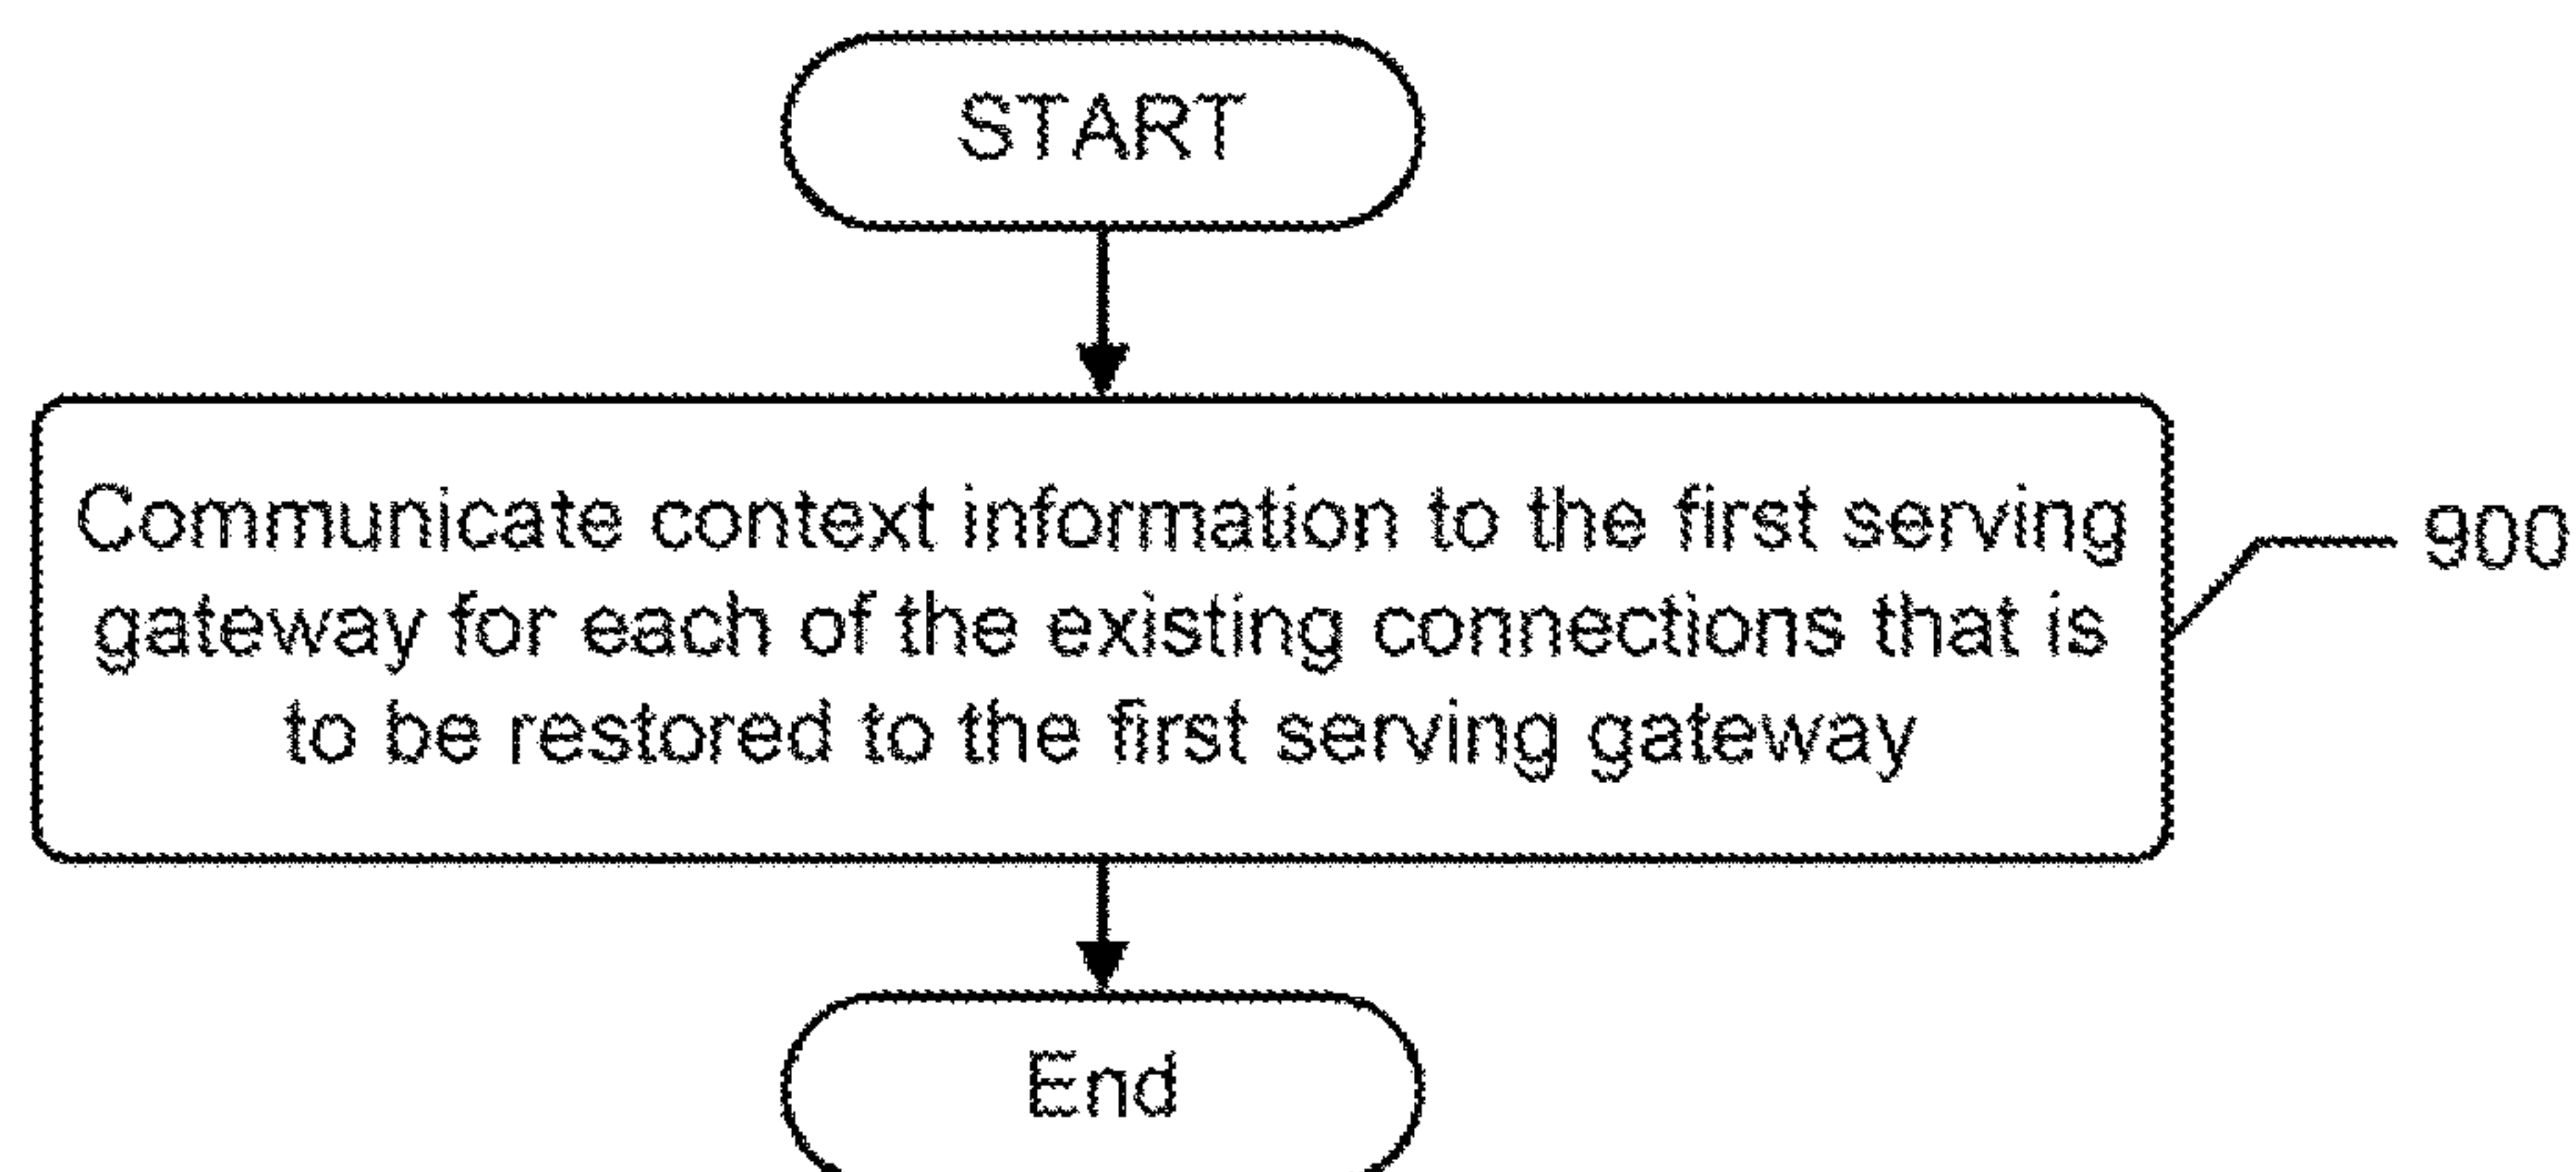 START
Communicate context information to the first serving
gateway for each of the existing connections that is
to be restored to the first serving gateway
900
End